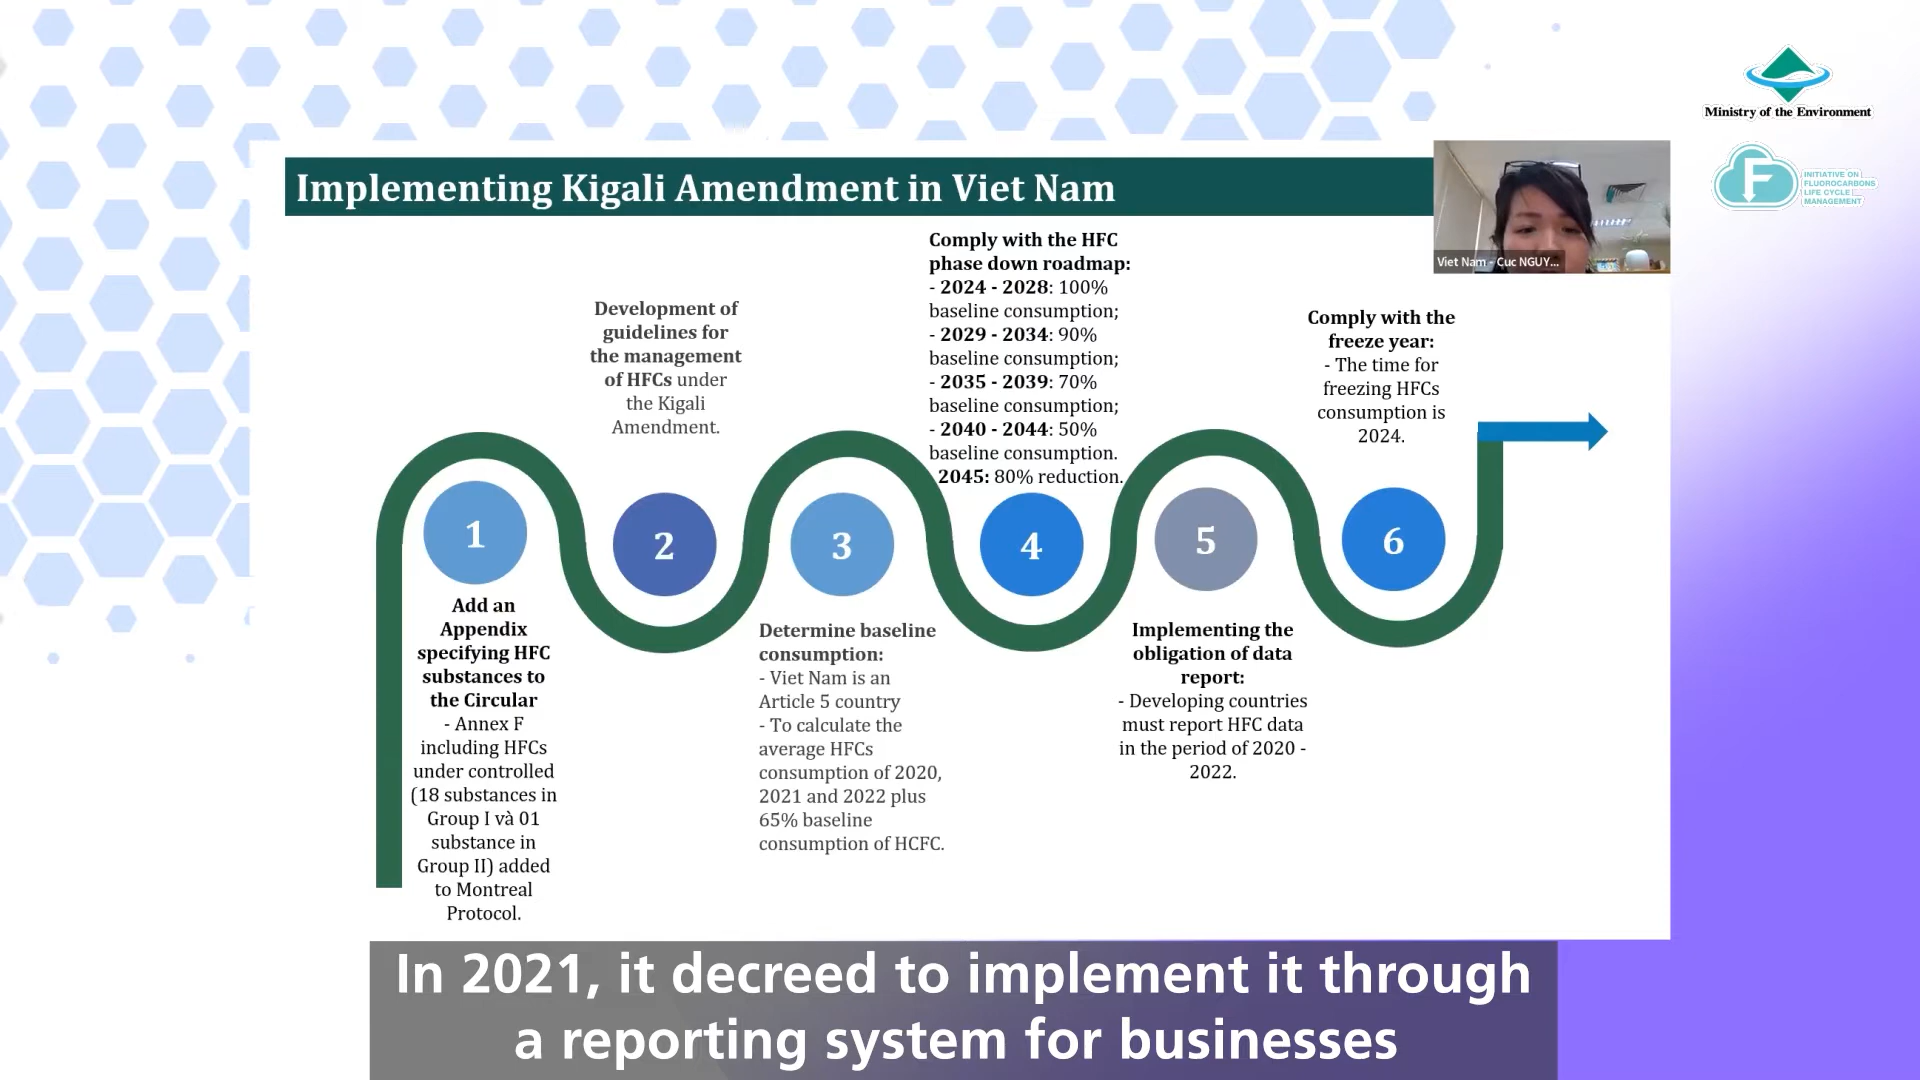 Ministry of the Environment
INITIATIVE ON
FLUOROCARBONS
LIFE CYCLE
MANAGEMENT
Implementing Kigali Amendment in Viet Nam
Viet Nam - Cuc NGUY...
1
Add an
Appendix
specifying HFC
substances to
the Circular
- Annex F
including HFCs
under controlled
(18 substances in
Group I và 01
substance in
Group II) added
to Montreal
Protocol.
Development of
guidelines for
the management
of HFCs under
the Kigali
Amendment.
2
3
Determine baseline
consumption:
- Viet Nam is an
Article 5 country
- To calculate the
average HFCs
consumption of 2020,
2021 and 2022 plus
65% baseline
consumption of HCFC.
Comply with the HFC
phase down roadmap:
- 2024 - 2028: 100%
baseline consumption;
- 2029 - 2034: 90%
baseline consumption;
- 2035 - 2039: 70%
baseline consumption;
- 2040 - 2044: 50%
baseline consumption.
2045: 80% reduction.
4
5
Implementing the
obligation of data
report:
- Developing countries
must report HFC data
in the period of 2020 -
2022.
Comply with the
freeze year:
- The time for
freezing HFCs
consumption is
2024.
6
In 2021, it decreed to implement it through
a reporting system for businesses